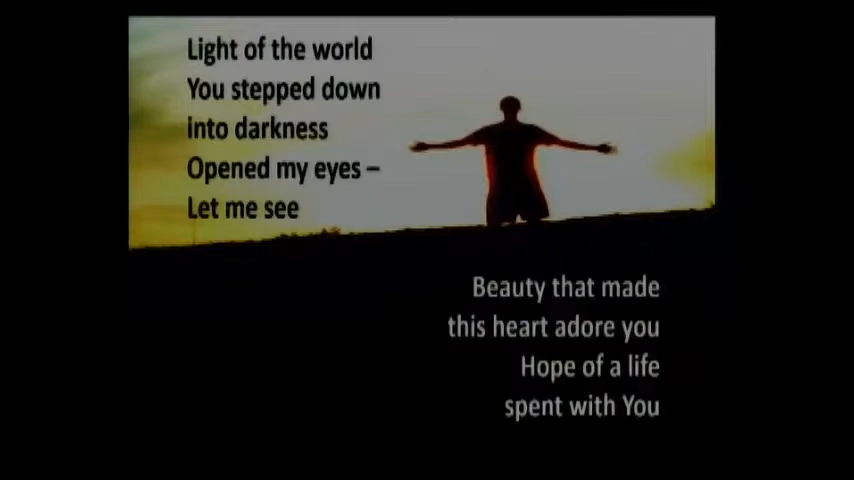 Light of the world
You stepped down
into darkness
Opened my eyes –
Let me see
Beauty that made
this heart adore you
Hope of a life
spent with You